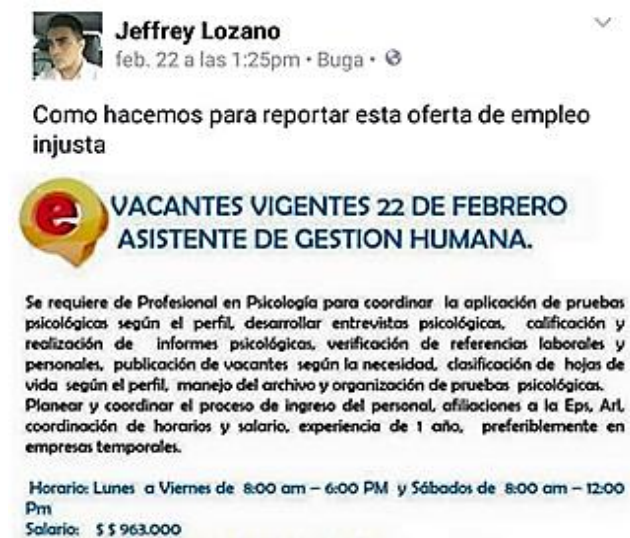 Jeffrey Lozano
feb. 22 a las 1:25pm • Buga •
Como hacemos para reportar esta oferta de empleo
injusta
e VACANTES VIGENTES 22 DE FEBRERO
ASISTENTE DE GESTION HUMANA.
Se requiere de Profesional en Psicología para coordinar la aplicación de pruebas
psicológicas según el perfil, desarrollar entrevistas psicológicas, calificación y
realización de informes psicológicos, verificación de referencias laborales y
personales, publicación de vacantes según la necesidad, clasificación de hojas de
vida según el perfil, manejo del archivo y organización de pruebas psicológicas.
Planear y coordinar el proceso de ingreso del personal, afiliaciones a la Eps, Arl,
coordinación de horarios y salario, experiencia de 1 año, preferiblemente en
empresas temporales.
Horario: Lunes a Viernes de 8:00 am – 6:00 PM y Sábados de 8:00 am – 12:00
Pm
Salario: $ $ 963.000